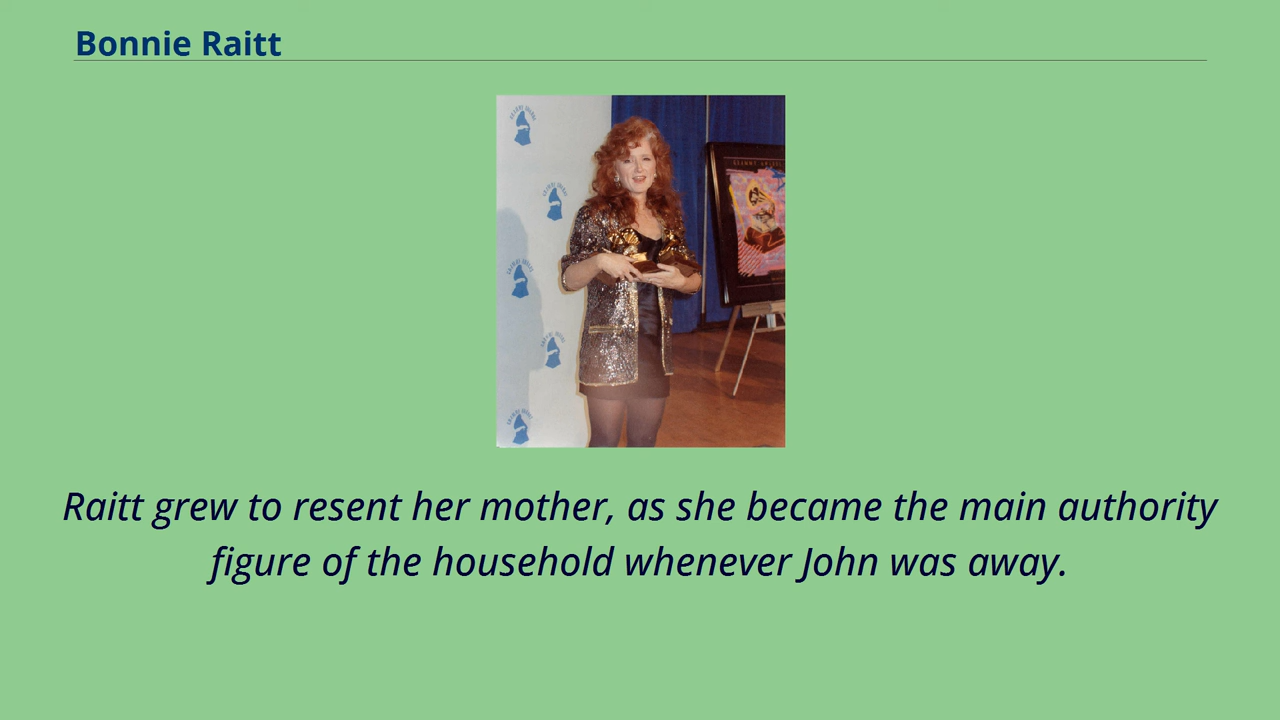 Bonnie Raitt
Raitt grew to resent her mother, as she became the main authority
figure of the household whenever John was away.